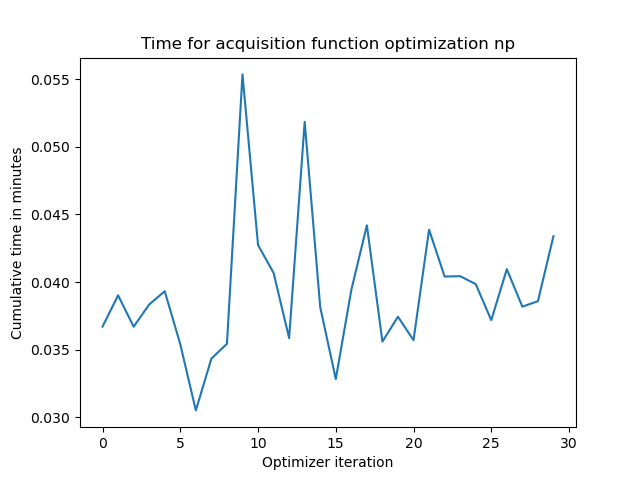 Time for acquisition function optimization np
0.055
0.050
0.045
0.040
0.035
0.030
Cumulative time in minutes
0 5 10 15 20 25 30
Optimizer iteration